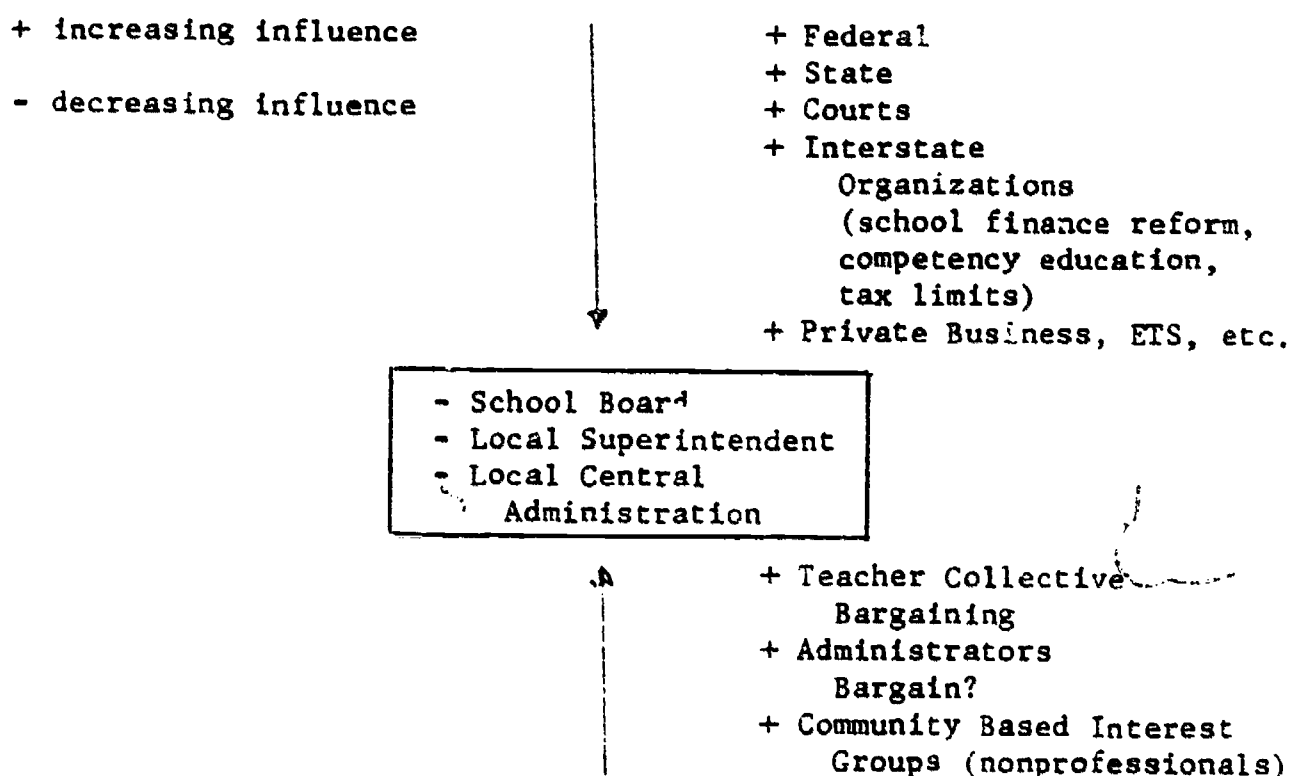 + increasing influence
- decreasing influence
+ Federal
+ State
+ Courts
+ Interstate
Organizations
(school finance reform,
competency education,
tax limits)
+ Private Business, ETS, etc.
- School Board
- Local Superintendent
- Local Central
Administration
+ Teacher Collective
Bargaining
+ Administrators
Bargain?
+ Community Based Interest
Groups (nonprofessionals)